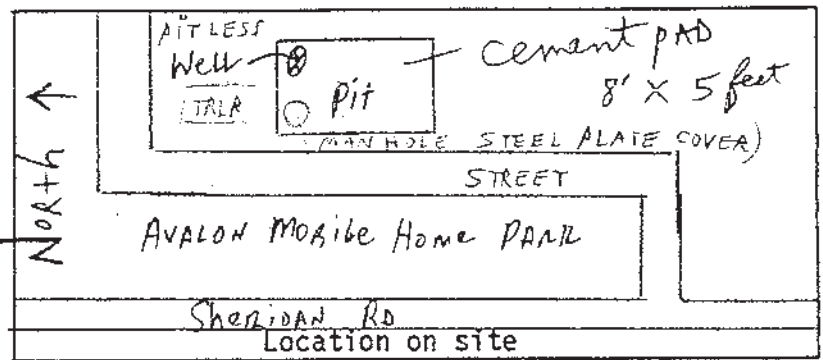 PITLESS
Well
cement PAD
8' X 5 feet
TRLR
Pit
(MANHOLE STEEL PLATE COVER)
STREET
NORth
AVALON MOBile Home PARK
SheRIDAN RD
Location on site